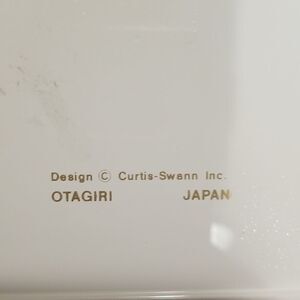 Design © Curtis-Swann Inc.
OTAGIRI JAPAN